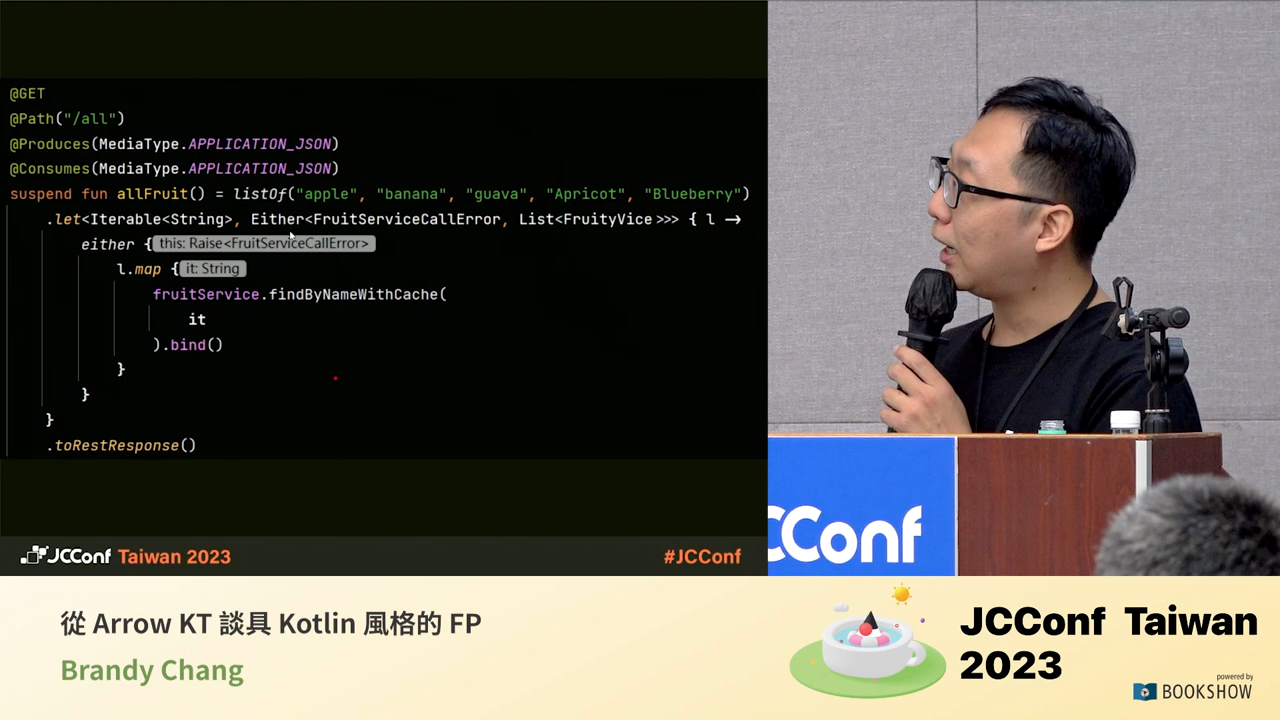 @GET
@Path("/all")
@Produces(MediaType.APPLICATION_JSON)
@Consumes(MediaType.APPLICATION_JSON)
suspend fun allFruit() = listOf("apple", "banana", "guava", "Apricot", "Blueberry")
.let<Iterable<String>, Either<FruitServiceCallError, List<FruityVice>>> { l →
either { this: Raise<FruitServiceCallError>
l.map { it: String
fruitService.findByNameWithCache(
it
).bind()
}
}
}
.toRestResponse()
JCConf Taiwan 2023
#JCConf
CConf
從 Arrow KT 談具 Kotlin 風格的 FP
Brandy Chang
JCConf Taiwan
2023
powered by
BOOKSHOW